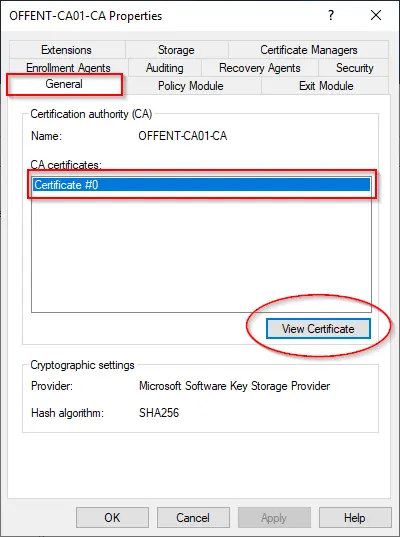 OFFENT-CA01-CA Properties
Extensions Storage Certificate Managers
Enrollment Agents Auditing Recovery Agents Security
General Policy Module Exit Module
Certification authority (CA)
Name: OFFENT-CA01-CA
CA certificates:
Certificate #0
View Certificate
Cryptographic settings
Provider: Microsoft Software Key Storage Provider
Hash algorithm: SHA256
OK Cancel Apply Help